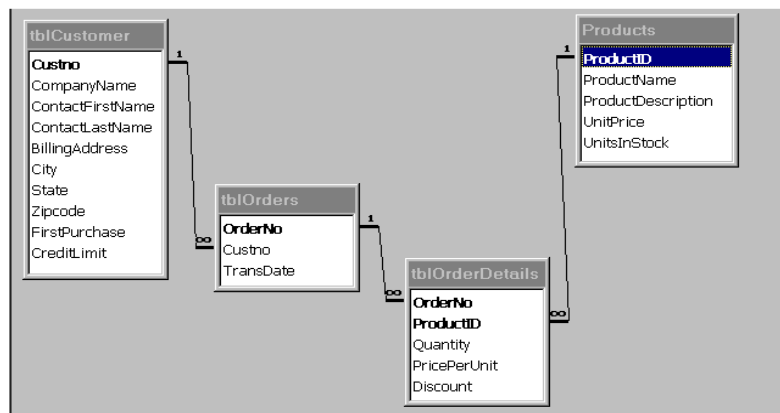 tblCustomer
Custno
CompanyName
ContactFirstName
ContactLastName
BillingAddress
City
State
Zipcode
FirstPurchase
CreditLimit
1
∞
tblOrders
OrderNo
Custno
TransDate
1
∞
tblOrderDetails
OrderNo
ProductID
Quantity
PricePerUnit
Discount
∞
1
Products
ProductID
ProductName
ProductDescription
UnitPrice
UnitsInStock